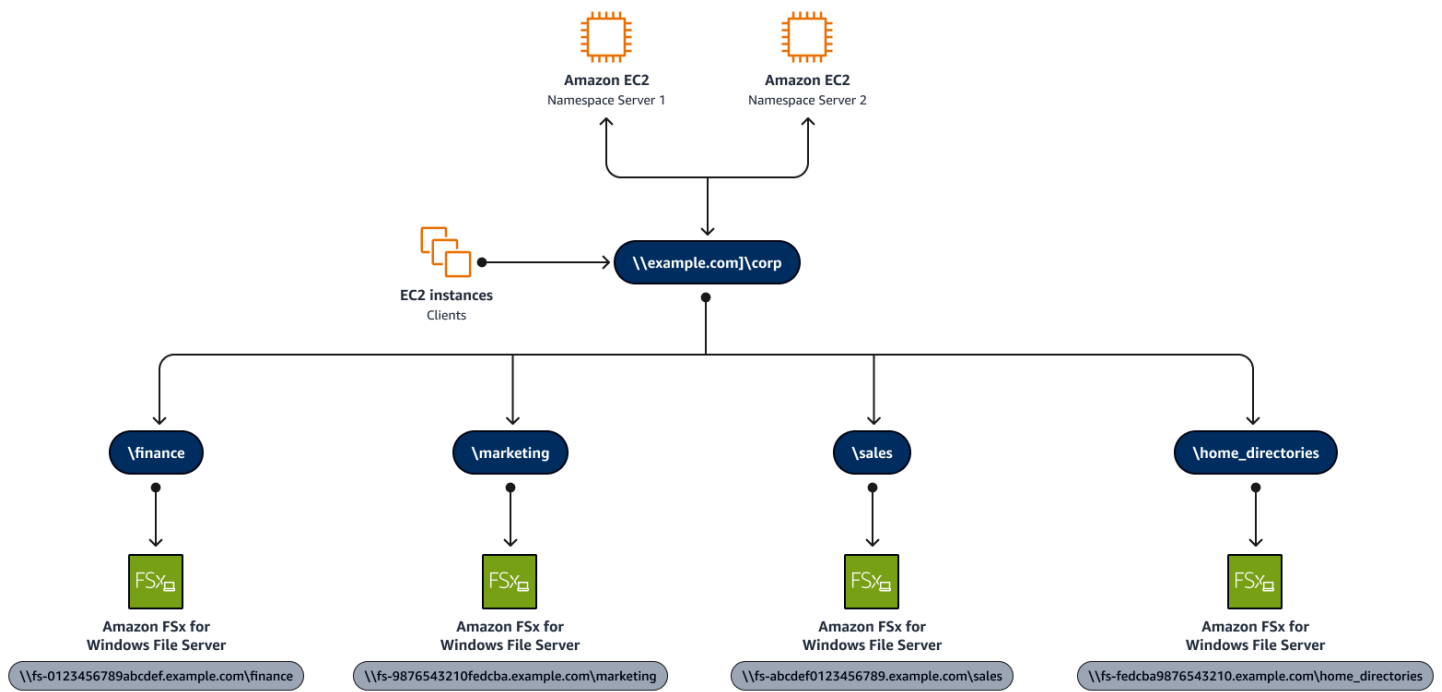 Amazon EC2
Namespace Server 1
Amazon EC2
Namespace Server 2
\\example.com]\corp
EC2 instances
Clients
\finance
\marketing
\sales
\home_directories
FSx
Amazon FSx for
Windows File Server
\\fs-0123456789abcdef.example.com\finance
FSx
Amazon FSx for
Windows File Server
\\fs-9876543210fedcba.example.com\marketing
FSx
Amazon FSx for
Windows File Server
\\fs-abcdef0123456789.example.com\sales
FSx
Amazon FSx for
Windows File Server
\\fs-fedcba9876543210.example.com\home_directories